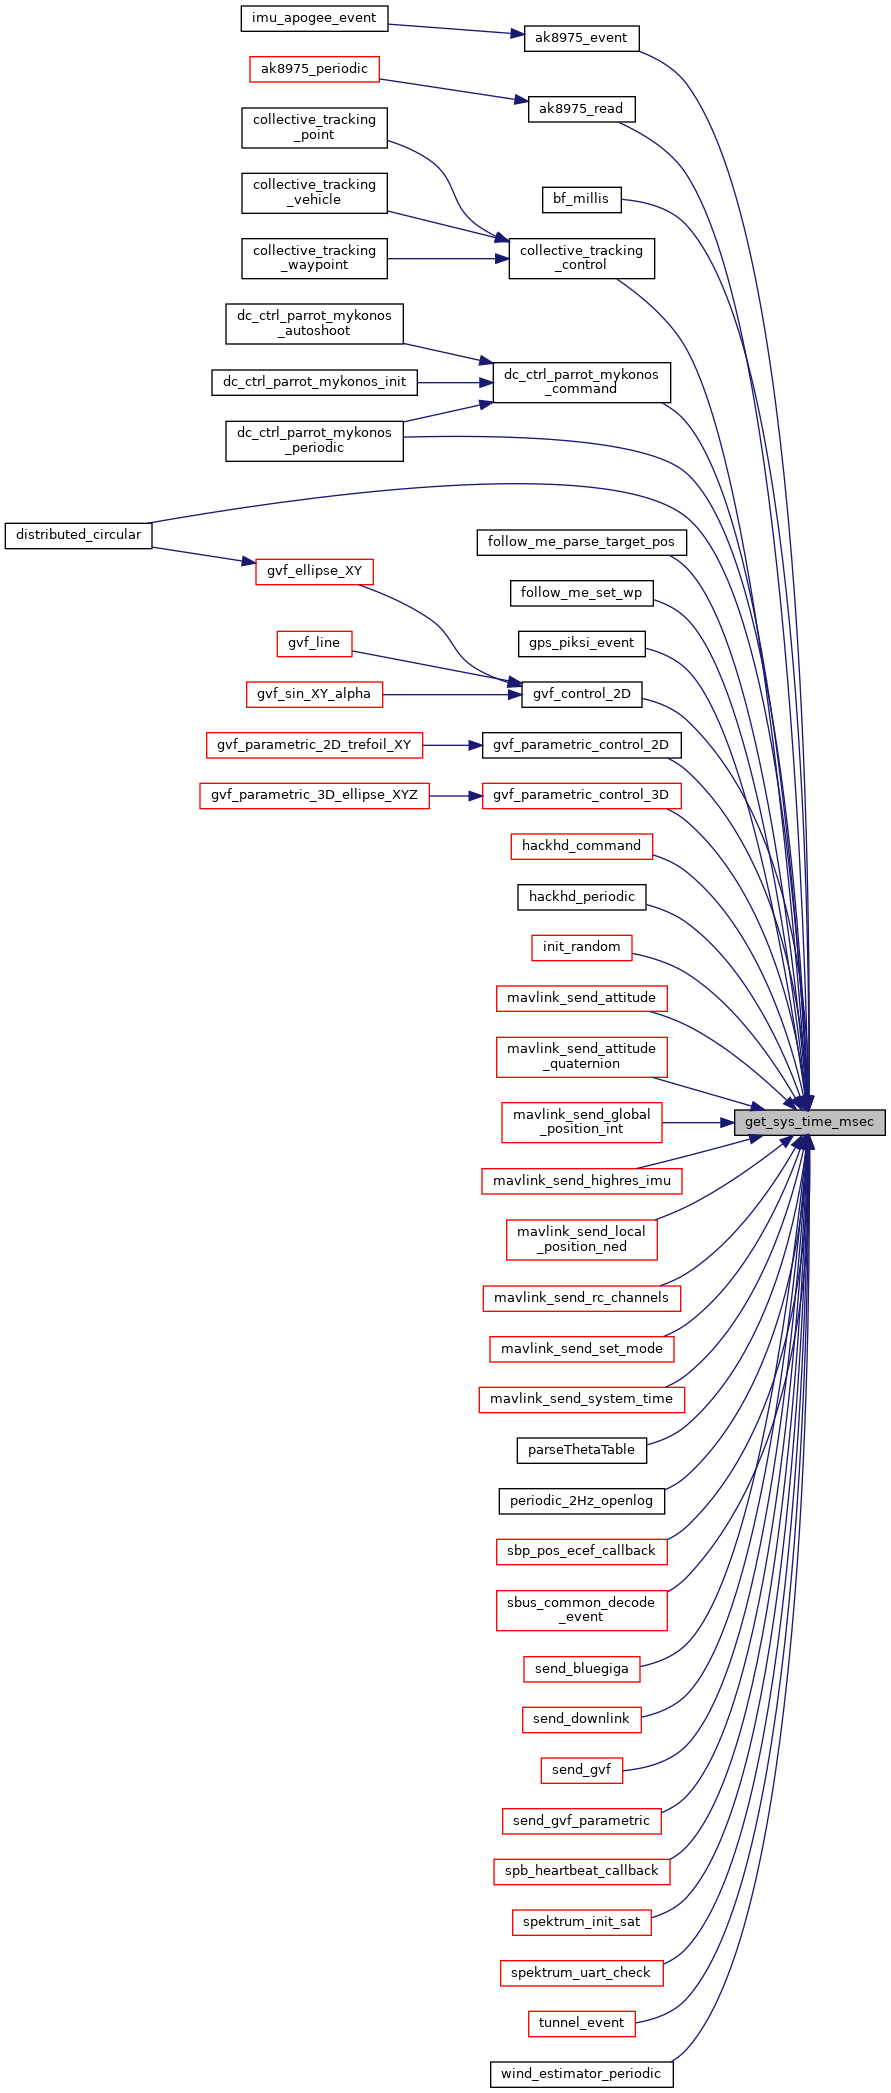 imu_apogee_event
ak8975_event
ak8975_periodic
ak8975_read
collective_tracking
_point
collective_tracking
_vehicle
bf_millis
collective_tracking
_waypoint
collective_tracking
_control
dc_ctrl_parrot_mykonos
_autoshoot
dc_ctrl_parrot_mykonos_init
dc_ctrl_parrot_mykonos
_command
dc_ctrl_parrot_mykonos
_periodic
distributed_circular
follow_me_parse_target_pos
gvf_ellipse_XY
follow_me_set_wp
gvf_line
gps_piksi_event
gvf_sin_XY_alpha
gvf_control_2D
gvf_parametric_2D_trefoil_XY
gvf_parametric_control_2D
gvf_parametric_3D_ellipse_XYZ
gvf_parametric_control_3D
hackhd_command
hackhd_periodic
init_random
mavlink_send_attitude
mavlink_send_attitude
_quaternion
mavlink_send_global
_position_int
get_sys_time_msec
mavlink_send_highres_imu
mavlink_send_local
_position_ned
mavlink_send_rc_channels
mavlink_send_set_mode
mavlink_send_system_time
parseThetaTable
periodic_2Hz_openlog
sbp_pos_ecef_callback
sbus_common_decode
_event
send_bluegiga
send_downlink
send_gvf
send_gvf_parametric
spb_heartbeat_callback
spektrum_init_sat
spektrum_uart_check
tunnel_event
wind_estimator_periodic